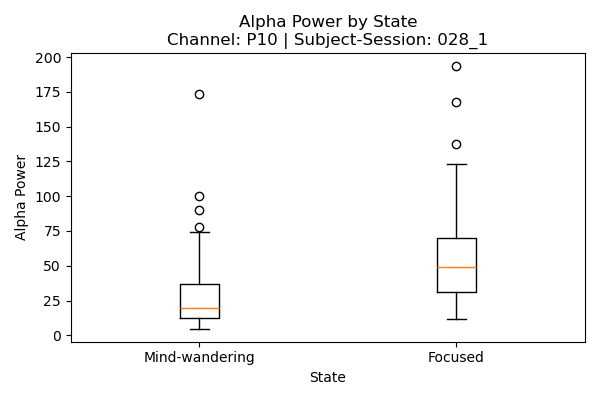 Alpha Power by State
Channel: P10 | Subject-Session: 028_1
200
175
150
125
100
75
50
25
0
Alpha Power
Mind-wandering
Focused
State